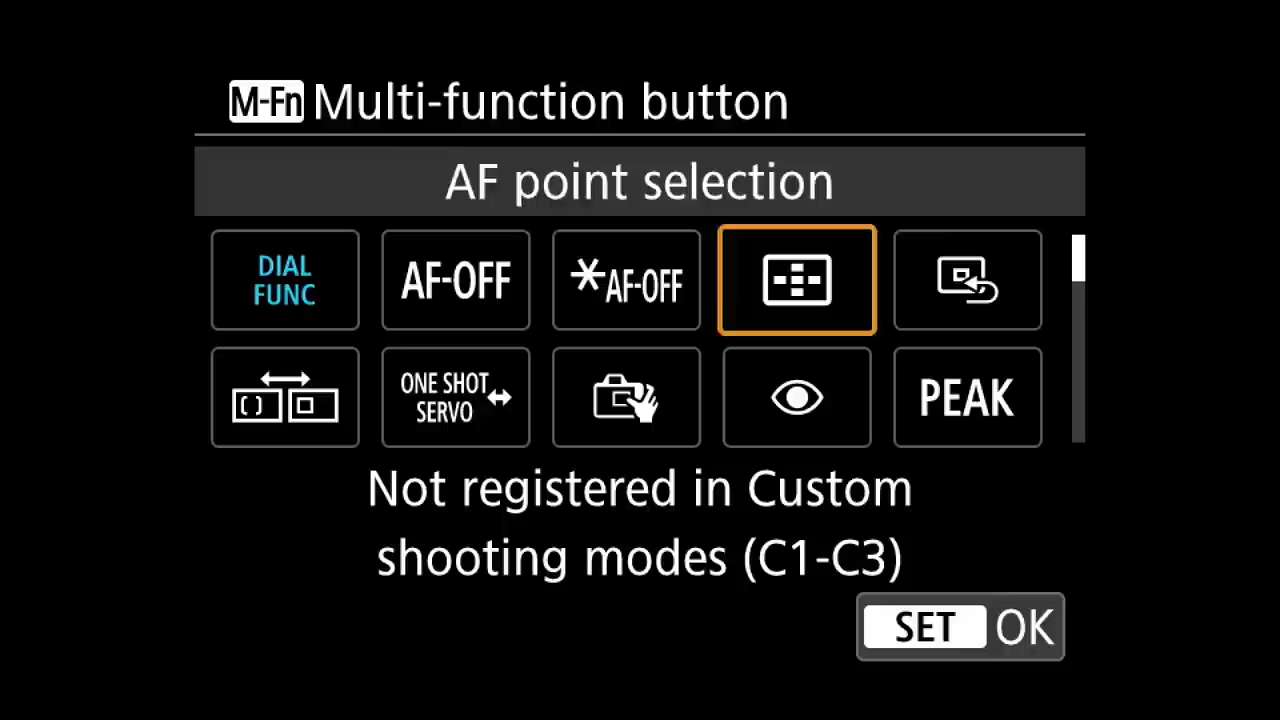 M-Fn Multi-function button
AF point selection
DIAL FUNC
AF-OFF
*AF-OFF
ONE SHOT SERVO
PEAK
Not registered in Custom
shooting modes (C1-C3)
SET OK